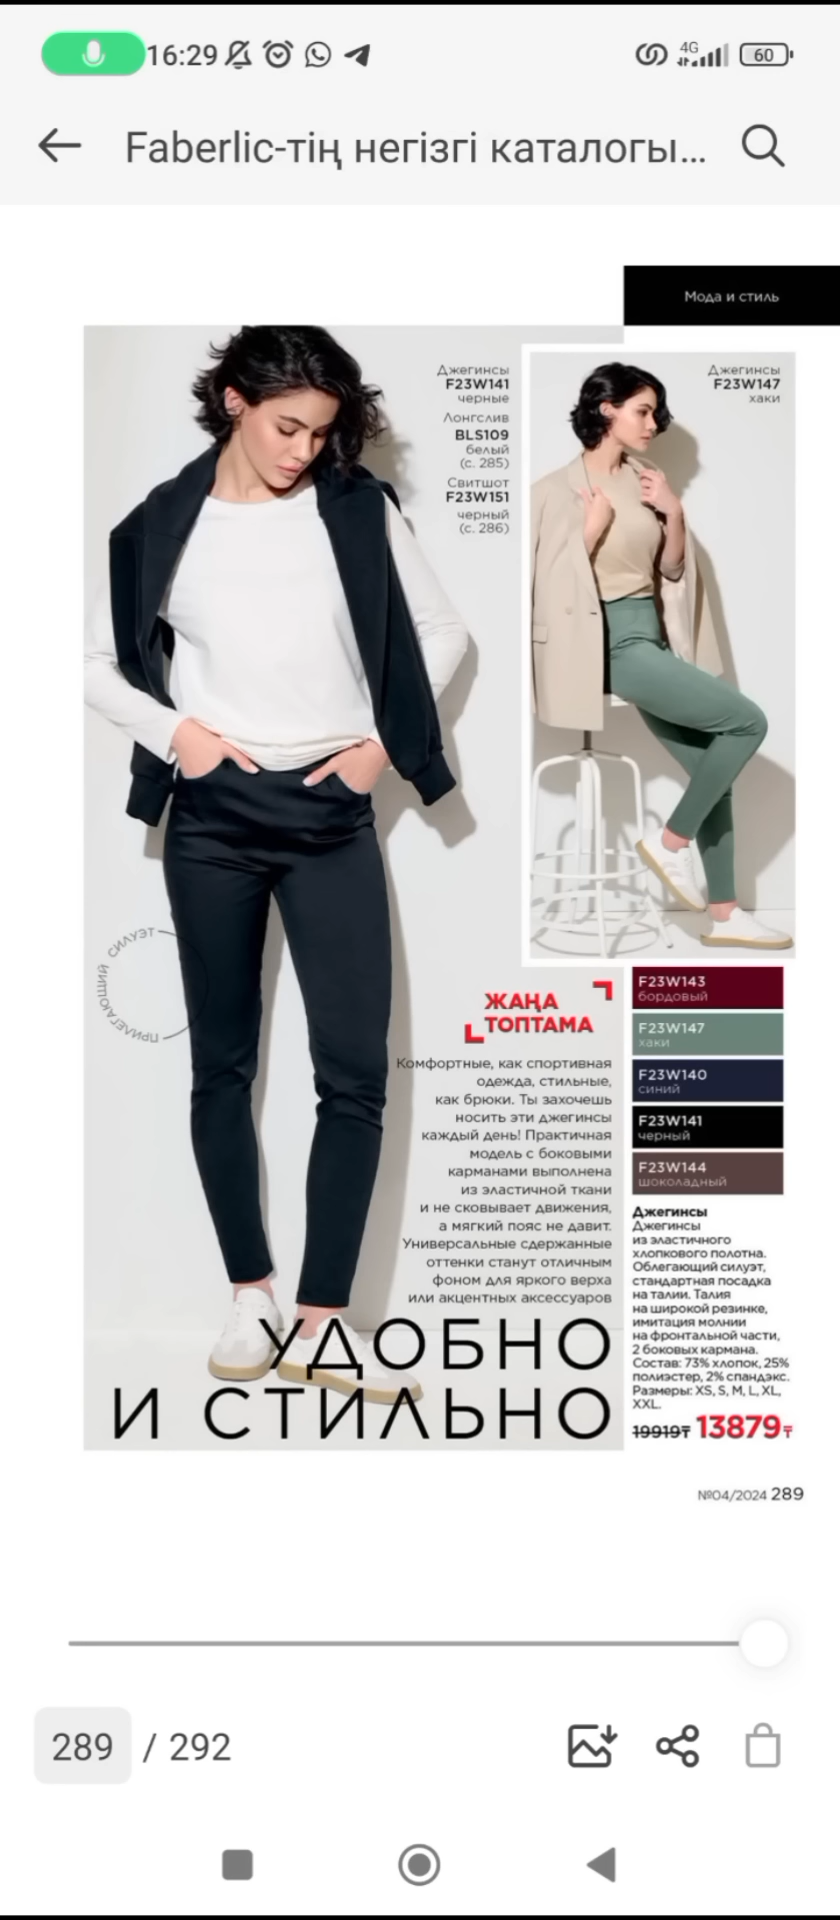 16:29
4G
60
Faberlic-тің негізгі каталогы...
Мода и стиль
Джегинсы
F23W141
черные
Лонгслив
BLS109
белый
(с. 285)
Свитшот
F23W151
черный
(с. 286)
Джегинсы
F23W147
хаки
ПРИЛЕГАЮЩИЙ СИЛУЭТ
ЖАҢА
ТОПТАМА
Комфортные, как спортивная
одежда, стильные,
как брюки. Ты захочешь
носить эти джегинсы
каждый день! Практичная
модель с боковыми
карманами выполнена
из эластичной ткани
и не сковывает движения,
а мягкий пояс не давит.
Универсальные сдержанные
оттенки станут отличным
фоном для яркого верха
или акцентных аксессуаров
УДОБНО
И СТИЛЬНО
F23W143
бордовый
F23W147
хаки
F23W140
синий
F23W141
черный
F23W144
шоколадный
Джегинсы
Джегинсы
из эластичного
хлопкового полотна.
Облегающий силуэт,
стандартная посадка
на талии. Талия
на широкой резинке,
имитация молнии
на фронтальной части,
2 боковых кармана.
Состав: 73% хлопок, 25%
полиэстер, 2% спандэкс.
Размеры: XS, S, M, L, XL,
XXL.
19919₸ 13879₸
№04/2024 289
289 / 292